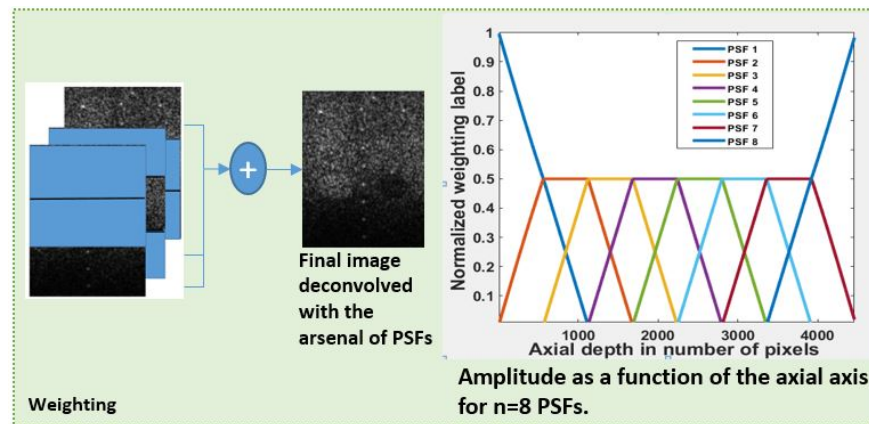 +
Final image
deconvolved
with the
arsenal of PSFs
Weighting
Normalized weighting label
1
0.9
0.8
0.7
0.6
0.5
0.4
0.3
0.2
0.1
PSF 1
PSF 2
PSF 3
PSF 4
PSF 5
PSF 6
PSF 7
PSF 8
1000 2000 3000 4000
Axial depth in number of pixels
Amplitude as a function of the axial axis
for n=8 PSFs.